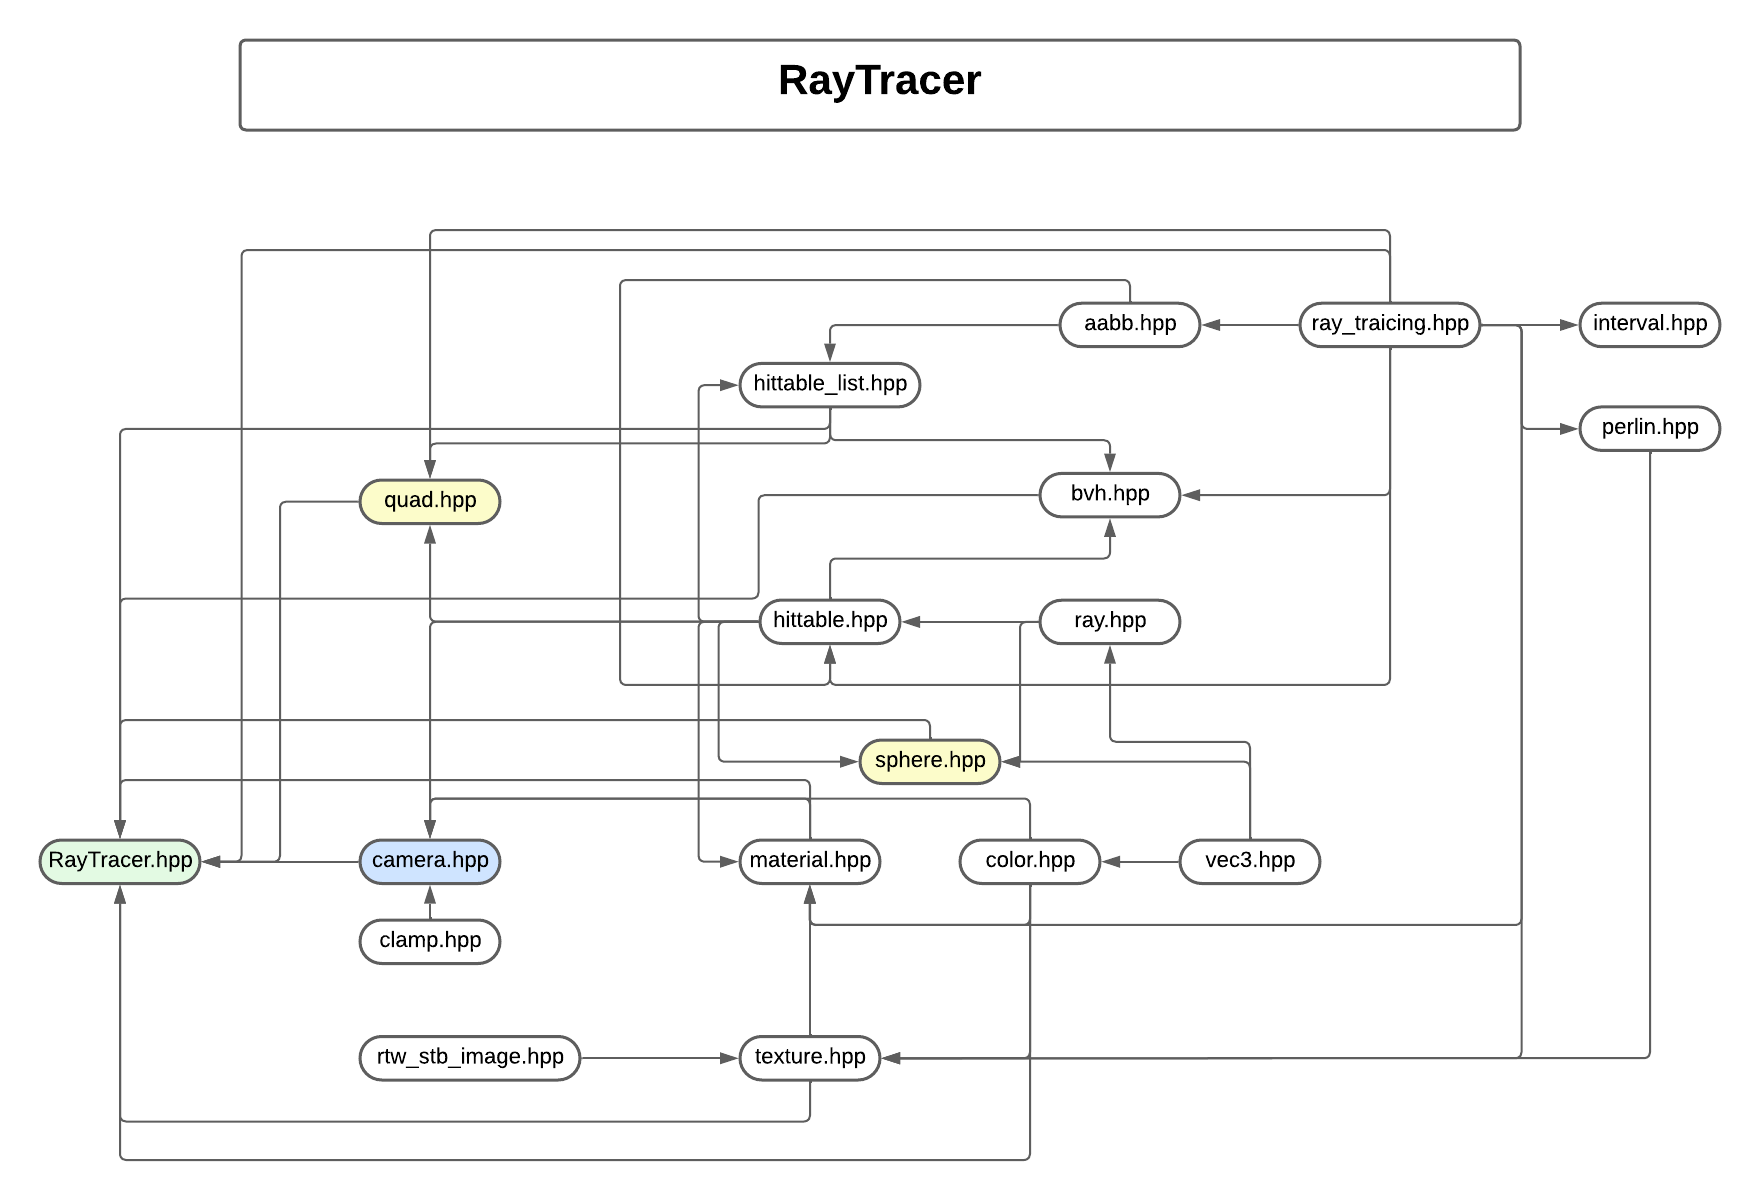 RayTracer
aabb.hpp
ray_traicing.hpp
interval.hpp
hittable_list.hpp
perlin.hpp
quad.hpp
bvh.hpp
hittable.hpp
ray.hpp
sphere.hpp
RayTracer.hpp
camera.hpp
material.hpp
color.hpp
vec3.hpp
clamp.hpp
rtw_stb_image.hpp
texture.hpp